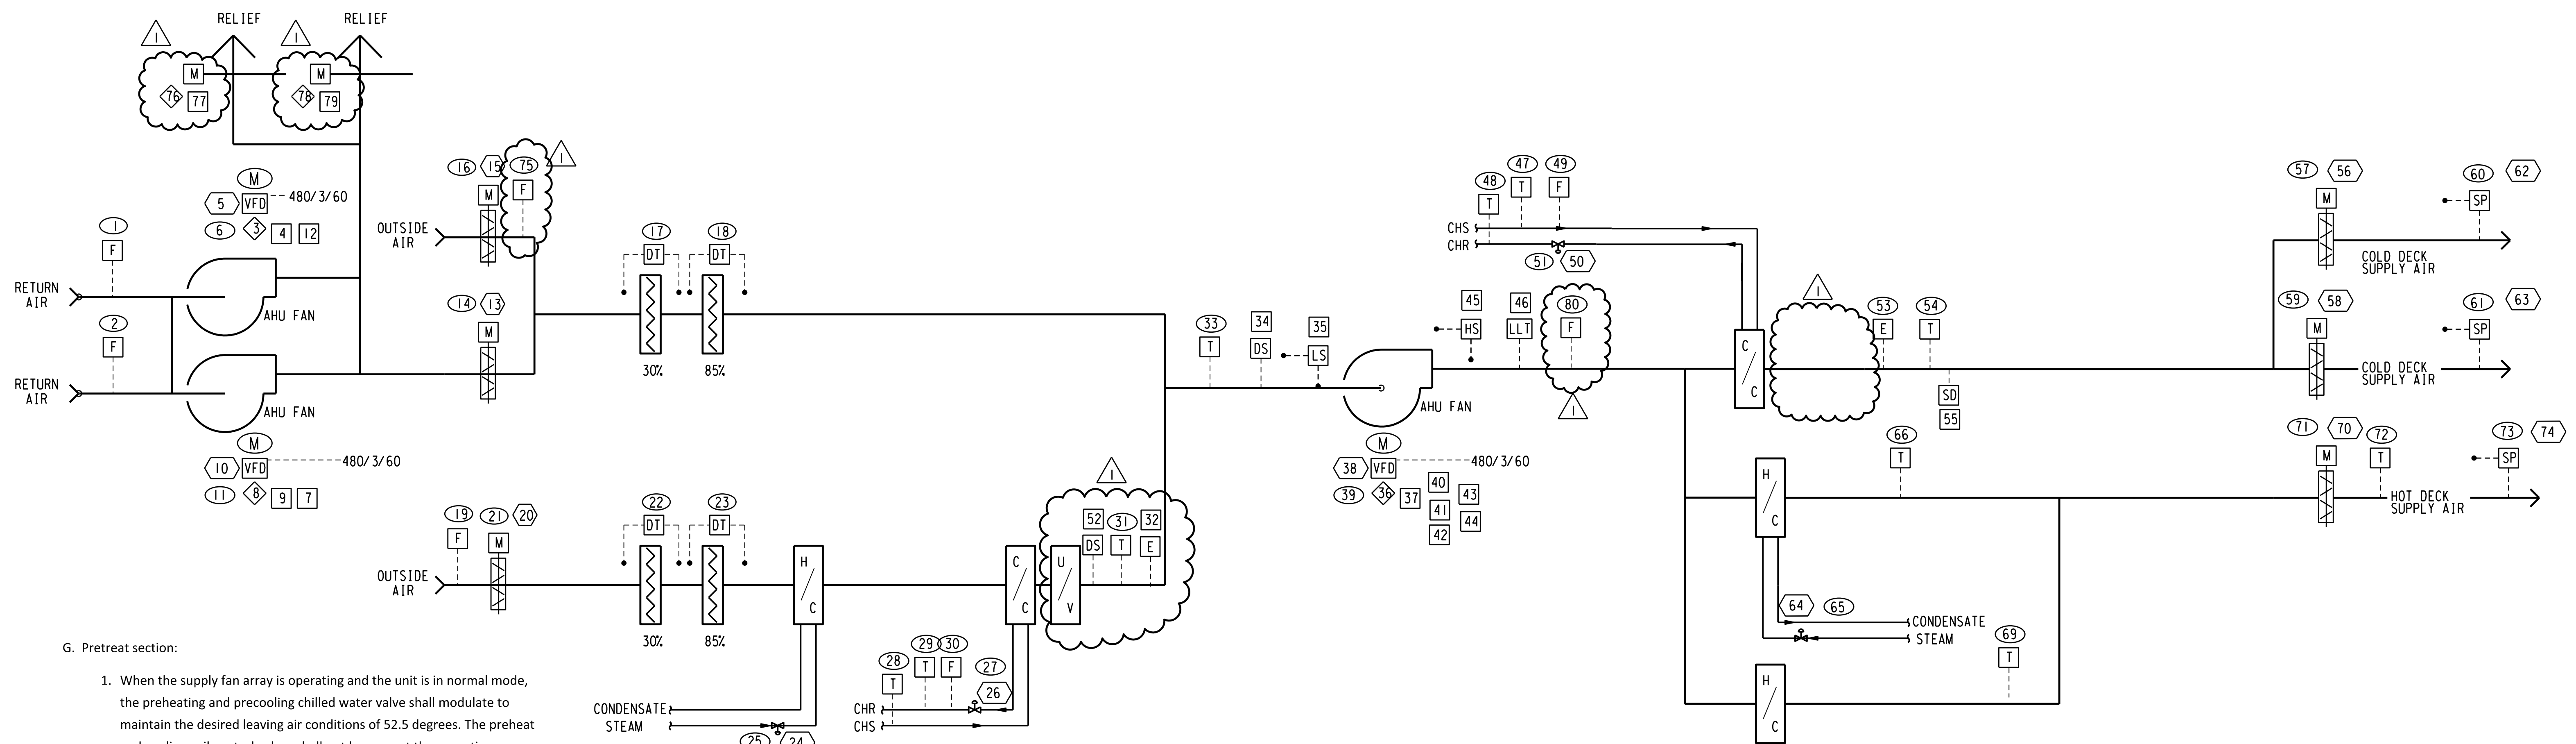 RELIEF
RELIEF
1
1
M
M
76
77
78
79
16
15
75
1
M
F
M
5
VFD
480/3/60
6
3
4
12
1
F
OUTSIDE
AIR
17
18
DT
DT
RETURN
AIR
AHU FAN
14
13
M
2
F
30%
85%
RETURN
AIR
AHU FAN
M
10
VFD
480/3/60
11
8
9
7
33
34
35
T
DS
LS
AHU FAN
M
38
VFD
480/3/60
39
36
37
40
43
41
44
42
45
46
80
HS
LLT
F
1
48
47
49
T
T
F
CHS
CHR
51
50
1
C
/
C
53
54
E
T
SD
55
57
56
M
60
62
SP
COLD DECK
SUPPLY AIR
59
58
M
61
63
SP
COLD DECK
SUPPLY AIR
66
T
71
70
72
M
T
73
74
SP
HOT DECK
SUPPLY AIR
H
/
C
64
65
CONDENSATE
STEAM
69
T
H
/
C
19
21
20
F
M
OUTSIDE
AIR
22
23
DT
DT
30%
85%
H
/
C
C
/
C
1
U
/
V
52
31
32
DS
T
E
CONDENSATE
STEAM
25
24
28
29
30
27
T
T
F
26
CHR
CHS
G. Pretreat section:
1. When the supply fan array is operating and the unit is in normal mode,
the preheating and precooling chilled water valve shall modulate to
maintain the desired leaving air conditions of 52.5 degrees. The preheat